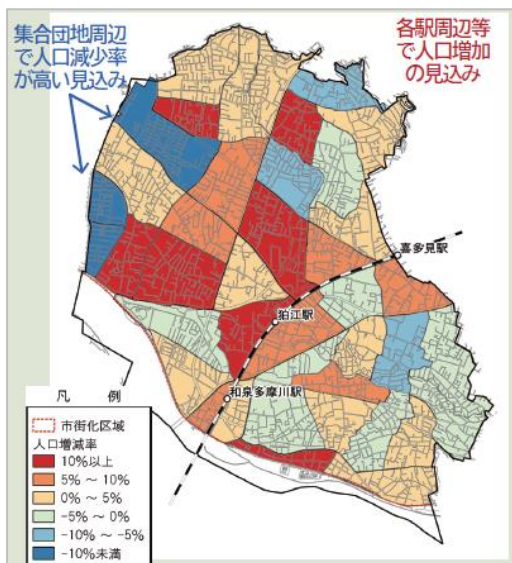 集合団地周辺
で人口減少率
が高い見込み
各駅周辺等
で人口増加
の見込み
喜多見駅
狛江駅
和泉多摩川駅
凡 例
市街化区域
人口増減率
10%以上
5% ～ 10%
0% ～ 5%
-5% ～ 0%
-10% ～ -5%
-10%未満